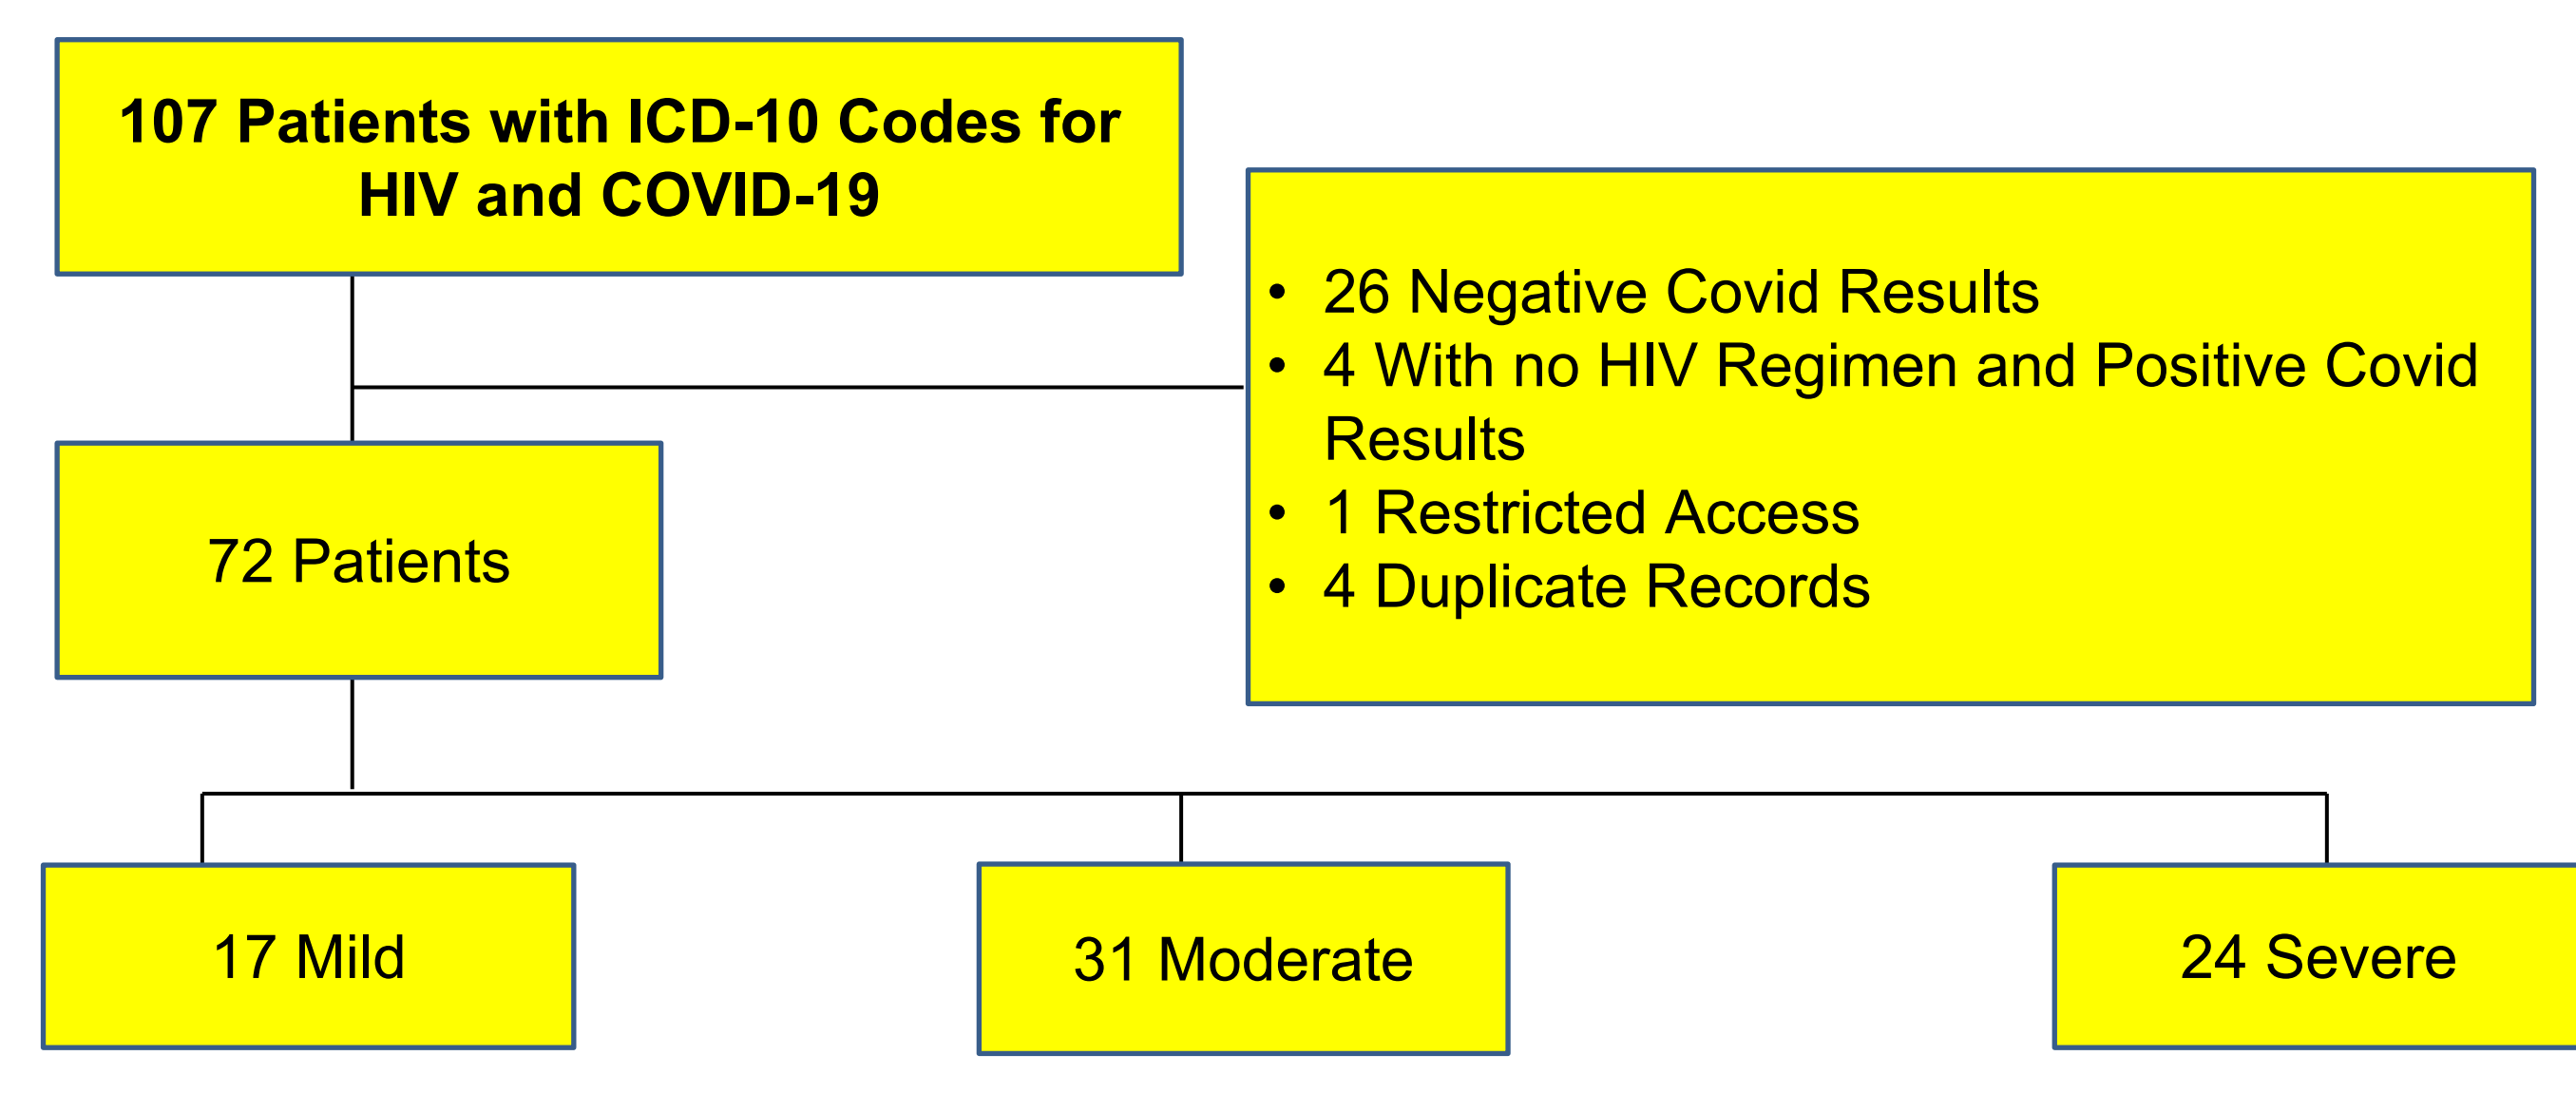 107 Patients with ICD-10 Codes for
HIV and COVID-19
• 26 Negative Covid Results
• 4 With no HIV Regimen and Positive Covid
Results
• 1 Restricted Access
• 4 Duplicate Records
72 Patients
17 Mild
31 Moderate
24 Severe